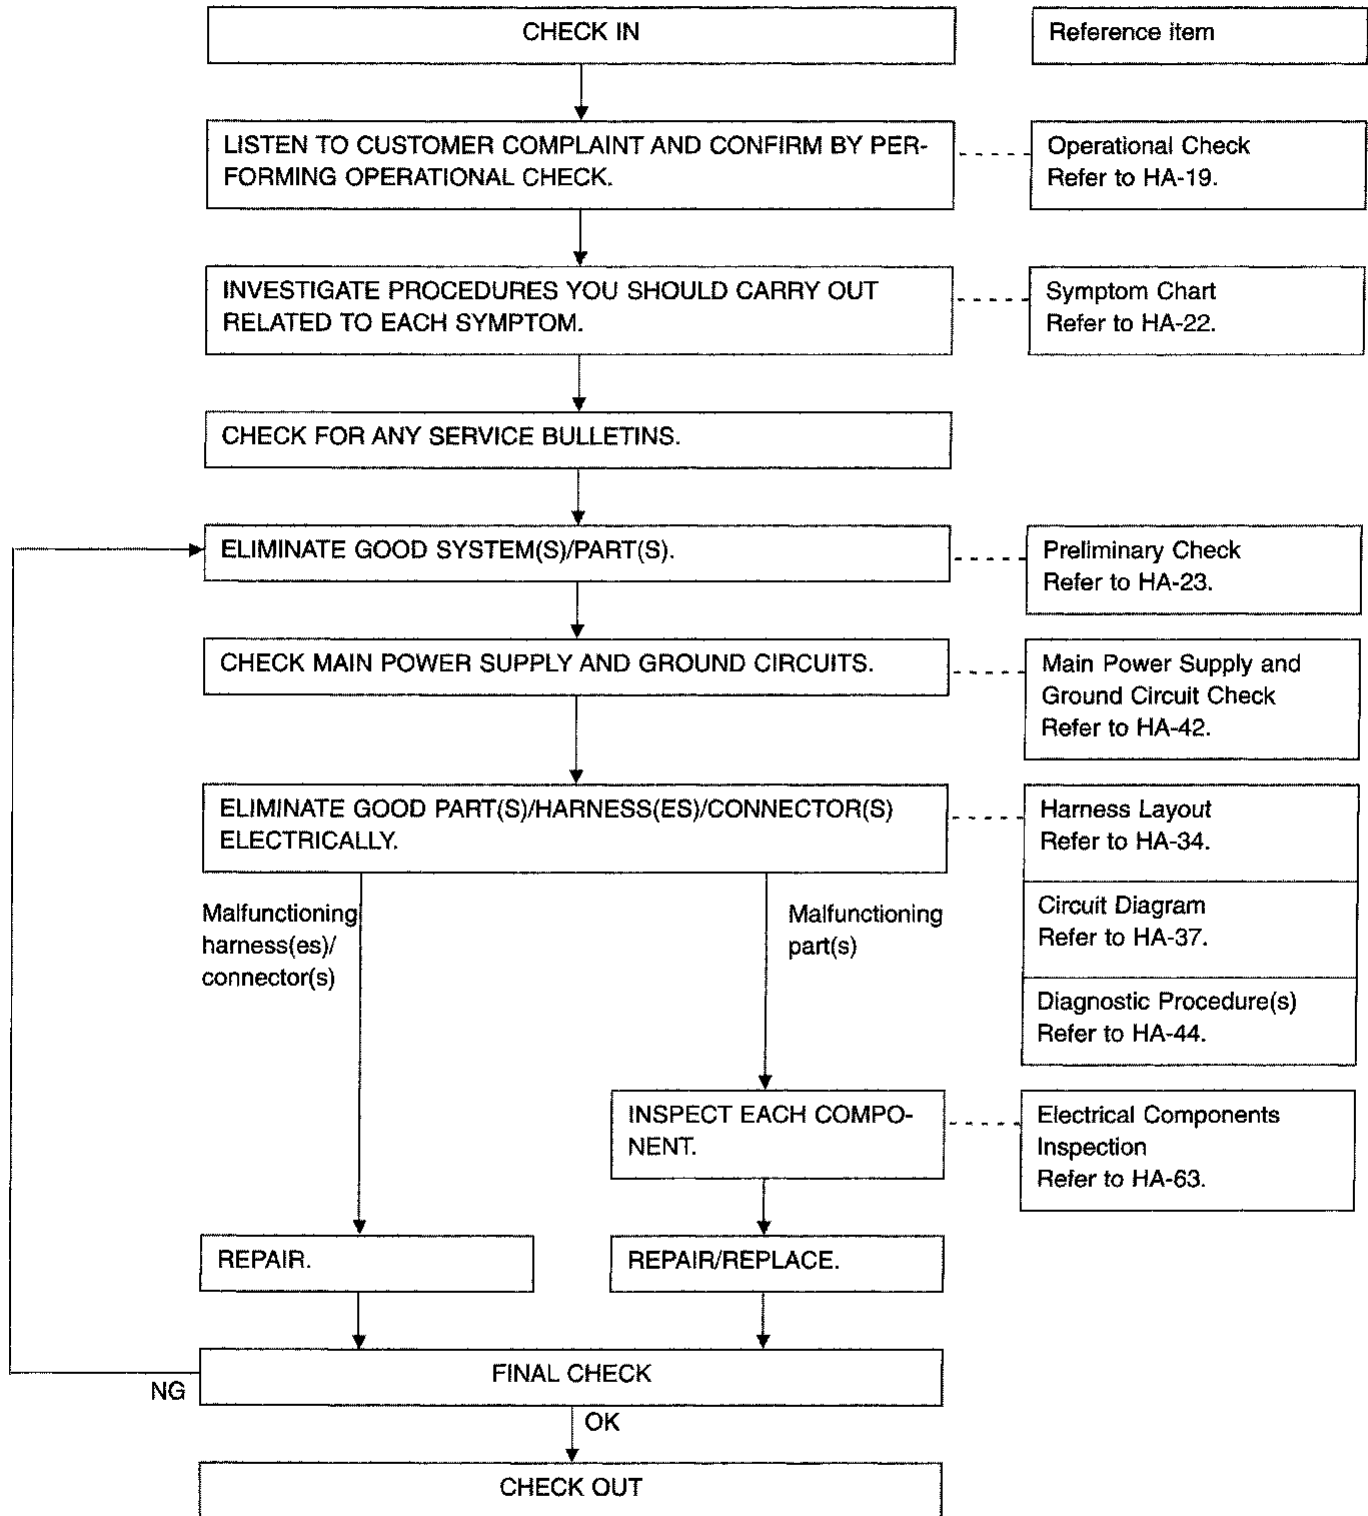 CHECK IN
Reference item
LISTEN TO CUSTOMER COMPLAINT AND CONFIRM BY PER-
FORMING OPERATIONAL CHECK.
Operational Check
Refer to HA-19.
INVESTIGATE PROCEDURES YOU SHOULD CARRY OUT
RELATED TO EACH SYMPTOM.
Symptom Chart
Refer to HA-22.
CHECK FOR ANY SERVICE BULLETINS.
ELIMINATE GOOD SYSTEM(S)/PART(S).
Preliminary Check
Refer to HA-23.
CHECK MAIN POWER SUPPLY AND GROUND CIRCUITS.
Main Power Supply and
Ground Circuit Check
Refer to HA-42.
ELIMINATE GOOD PART(S)/HARNESS(ES)/CONNECTOR(S)
ELECTRICALLY.
Harness Layout
Refer to HA-34.
Circuit Diagram
Refer to HA-37.
Diagnostic Procedure(s)
Refer to HA-44.
Malfunctioning
harness(es)/
connector(s)
Malfunctioning
part(s)
INSPECT EACH COMPO-
NENT.
Electrical Components
Inspection
Refer to HA-63.
REPAIR.
REPAIR/REPLACE.
FINAL CHECK
NG
OK
CHECK OUT